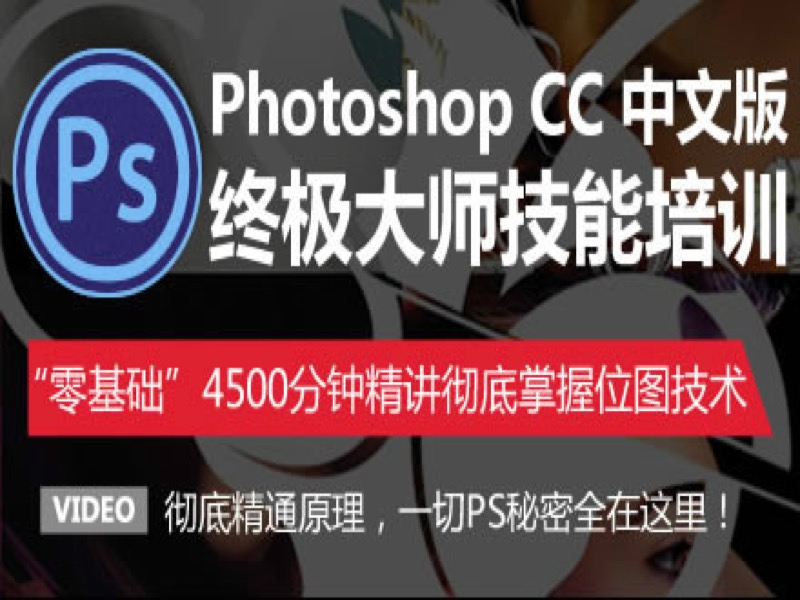 Ps
Photoshop CC 中文版
终极大师技能培训
“零基础”4500分钟精讲彻底掌握位图技术
VIDEO 彻底精通原理，一切PS秘密全在这里！